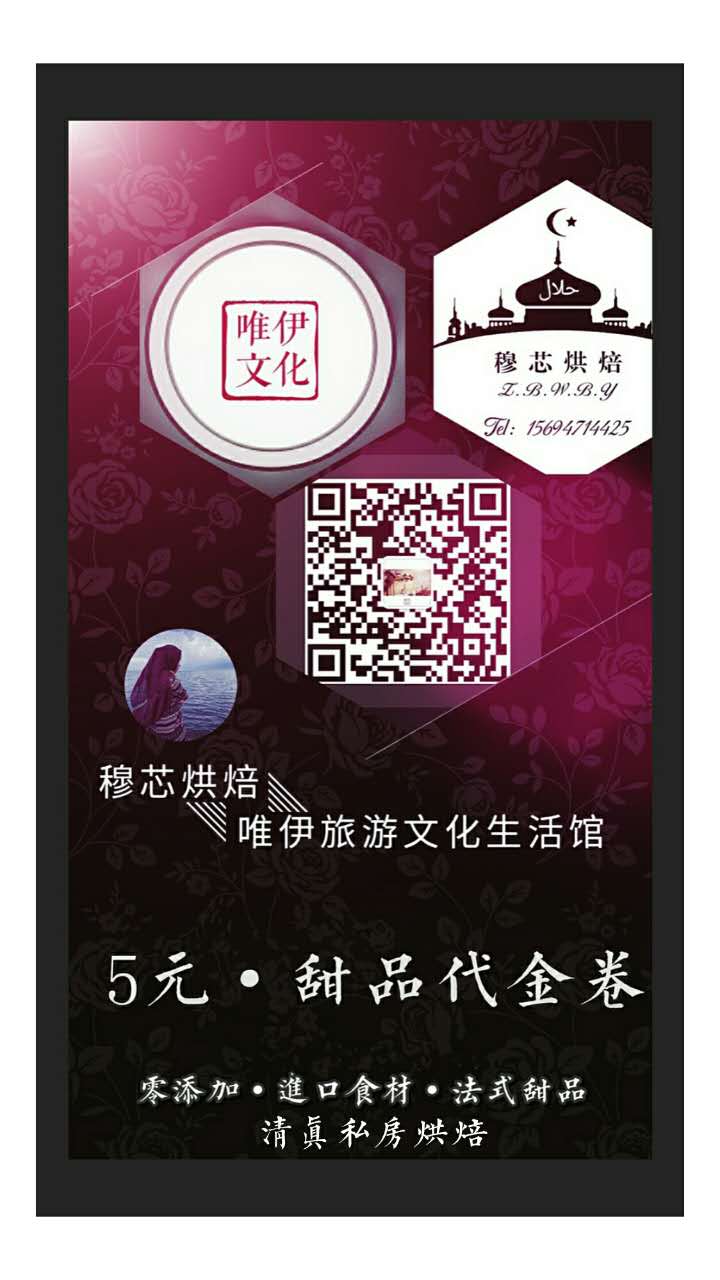 唯伊
文化
حلال
穆芯烘焙
Z.B.W.B.Y
Tel: 15694714425
穆芯烘焙
唯伊旅游文化生活馆
5元·甜品代金卷
零添加·進口食材·法式甜品
清真私房烘焙